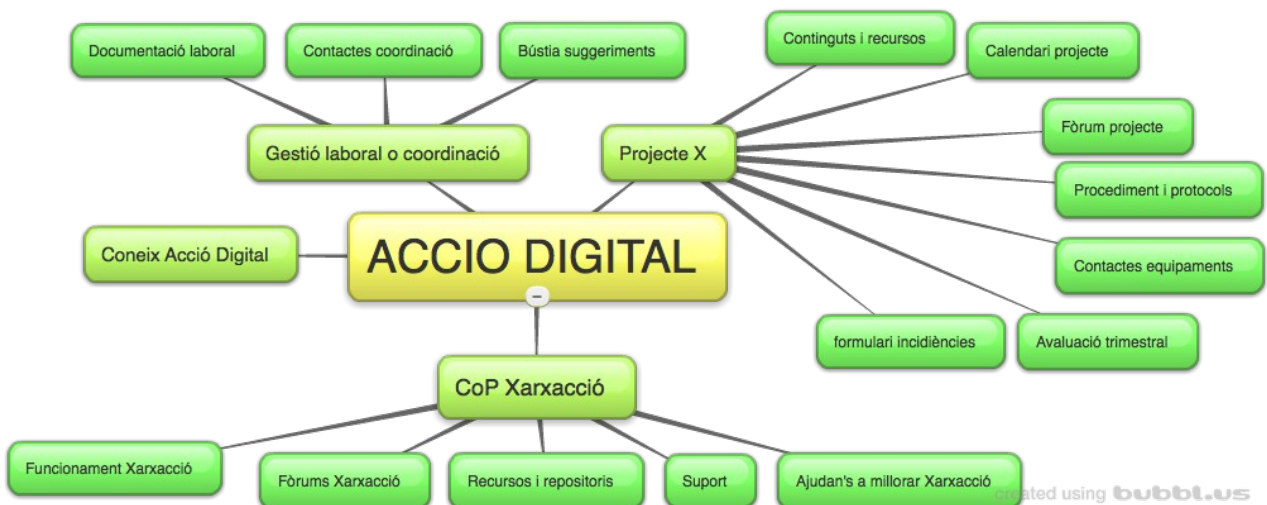 Documentació laboral
Contactes coordinació
Bústia suggeriments
Continguts i recursos
Calendari projecte
Fòrum projecte
Gestió laboral o coordinació
Projecte X
Procediment i protocols
Coneix Acció Digital
ACCIO DIGITAL
Contactes equipaments
formulari incidiències
Avaluació trimestral
CoP Xarxacció
Funcionament Xarxacció
Fòrums Xarxacció
Recursos i repositoris
Suport
Ajudan's a millorar Xarxacció
created using bubbl.us